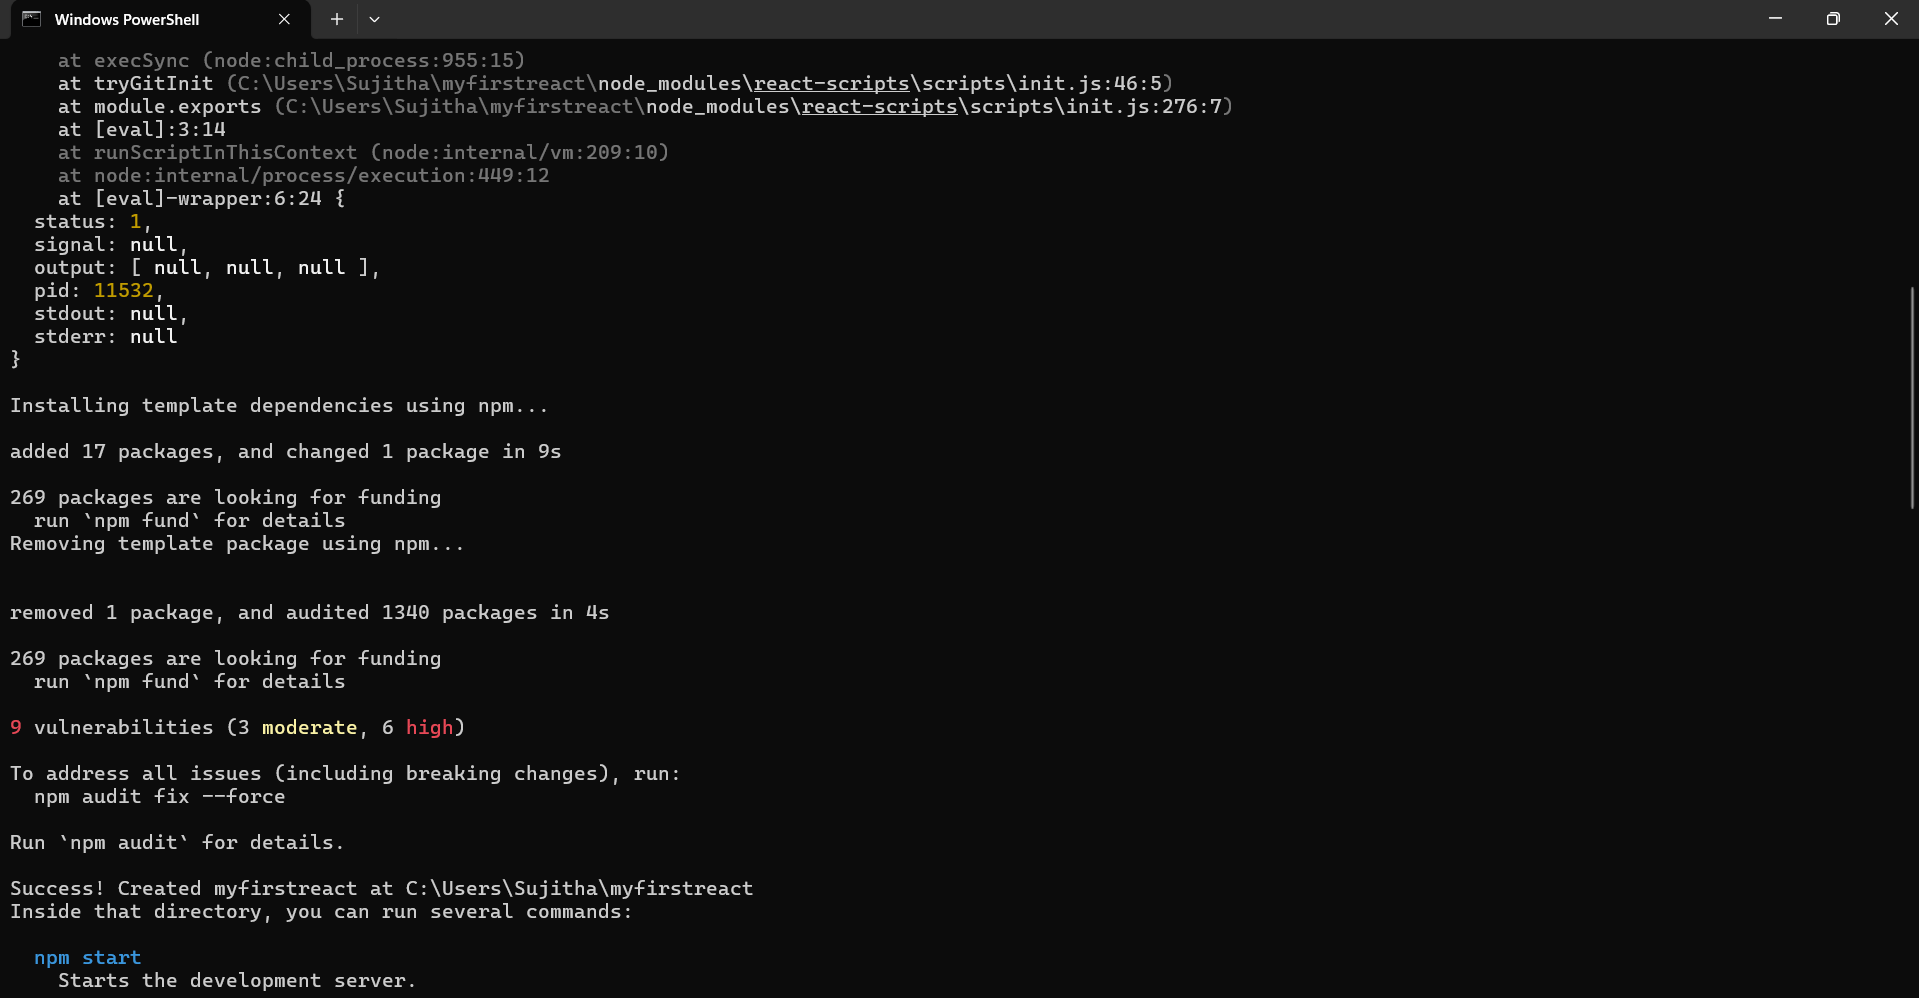 Windows PowerShell
    at execSync (node:child_process:955:15)
    at tryGitInit (C:\Users\Sujitha\myfirstreact\node_modules\react-scripts\scripts\init.js:46:5)
    at module.exports (C:\Users\Sujitha\myfirstreact\node_modules\react-scripts\scripts\init.js:276:7)
    at [eval]:3:14
    at runScriptInThisContext (node:internal/vm:209:10)
    at node:internal/process/execution:449:12
    at [eval]-wrapper:6:24 {
  status: 1,
  signal: null,
  output: [ null, null, null ],
  pid: 11532,
  stdout: null,
  stderr: null
}
Installing template dependencies using npm...
added 17 packages, and changed 1 package in 9s
269 packages are looking for funding
  run `npm fund` for details
Removing template package using npm...
removed 1 package, and audited 1340 packages in 4s
269 packages are looking for funding
  run `npm fund` for details
9 vulnerabilities (3 moderate, 6 high)
To address all issues (including breaking changes), run:
  npm audit fix --force
Run `npm audit` for details.
Success! Created myfirstreact at C:\Users\Sujitha\myfirstreact
Inside that directory, you can run several commands:
  npm start
    Starts the development server.